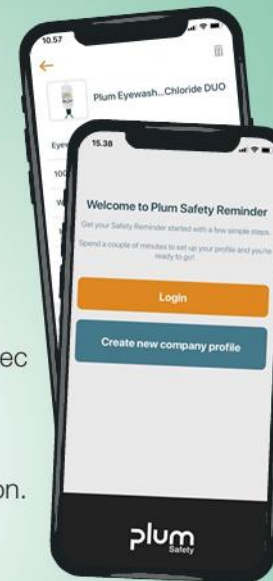 10.57
Plum Eyewash...Chloride DUO
15.38
Welcome to Plum Safety Reminder
Get your Safety Reminder started with a few simple steps.
Spend a couple of minutes to set up your profile and you're
ready to go!
Login
Create new company profile
plum
Safety
ec
on.